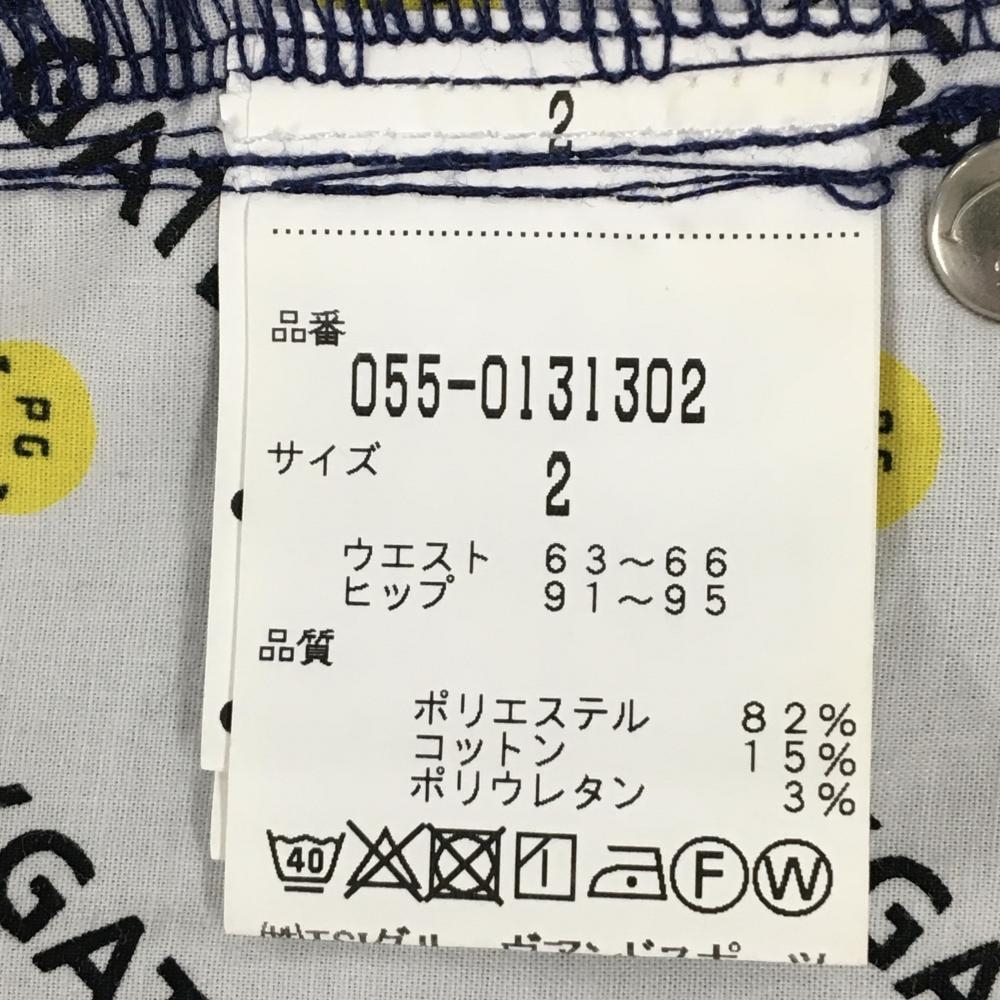 2
品番
055-0131302
サイズ
2
ウエスト 63～66
ヒップ 91～95
品質
ポリエステル 82%
コットン 15%
ポリウレタン 3%
40 F W
PG